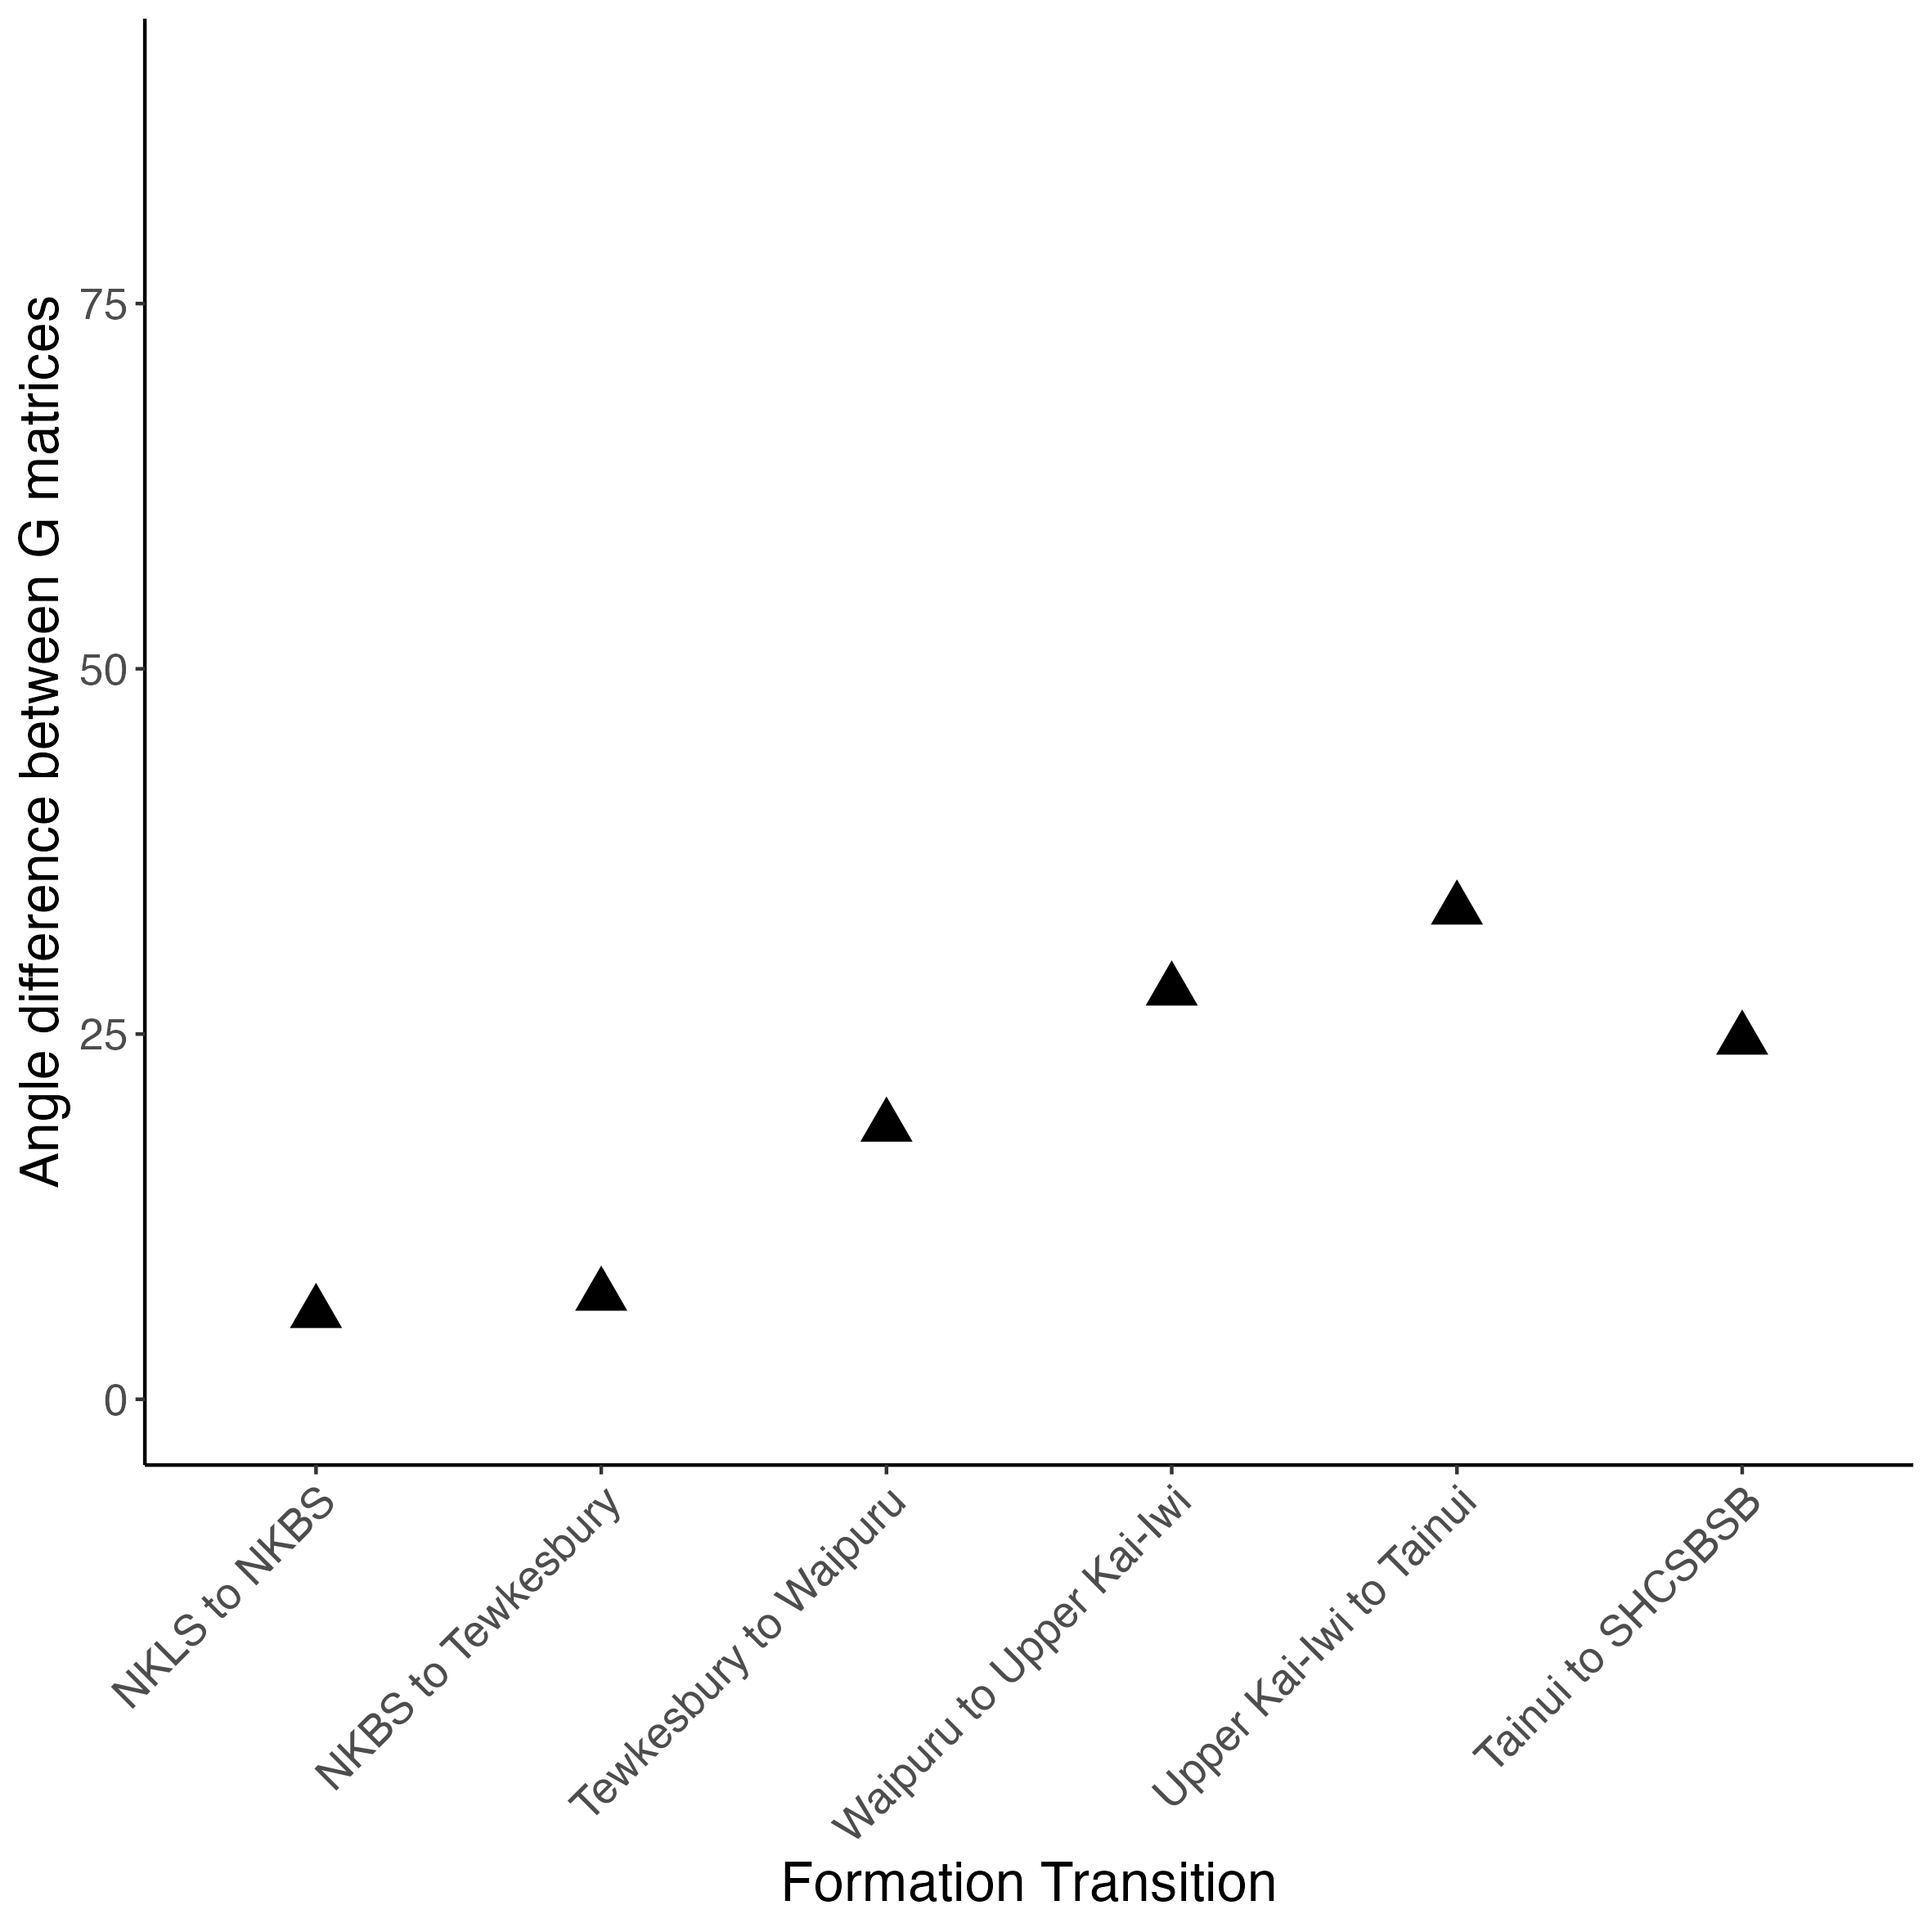 Angle difference between G matrices
75
50
25
0
NKLS to NKBS
NKBS to Tewkesbury
Tewkesbury to Waipuru
Waipuru to Upper Kai-Iwi
Upper Kai-Iwi to Tainui
Tainui to SHCSBSB
Formation Transition